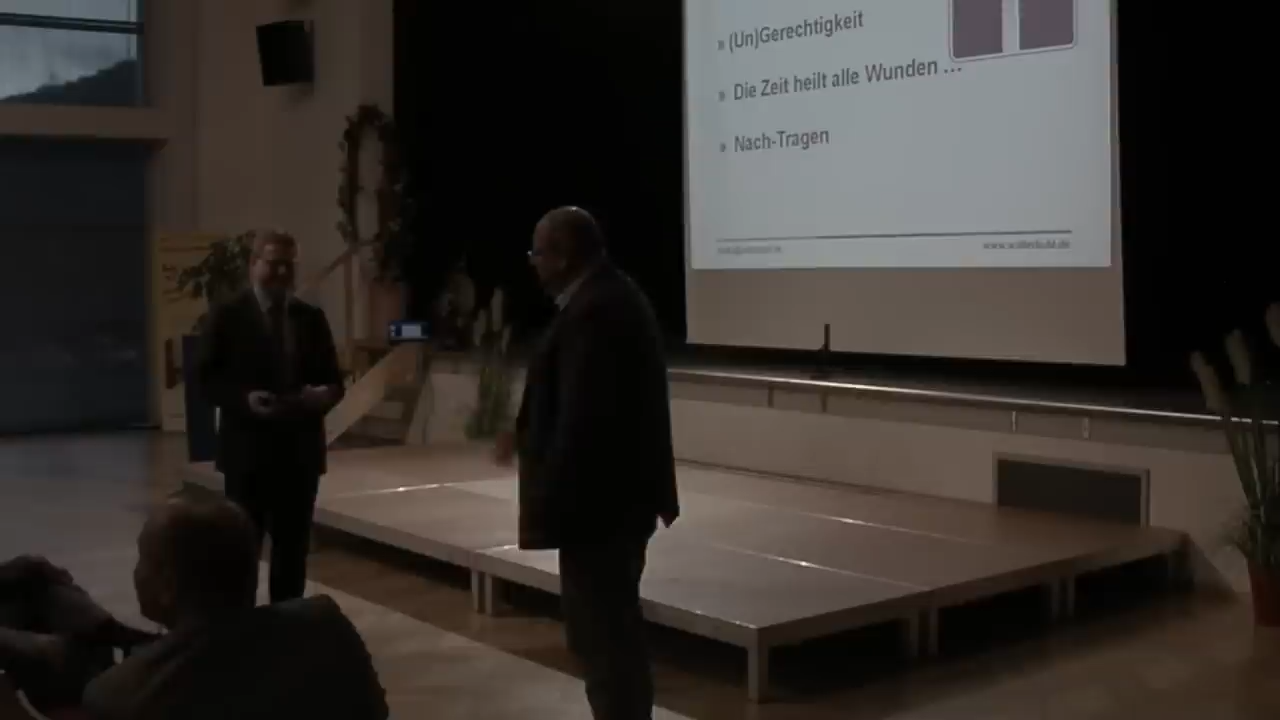 » (Un)Gerechtigkeit
» Die Zeit heilt alle Wunden ...
» Nach-Tragen